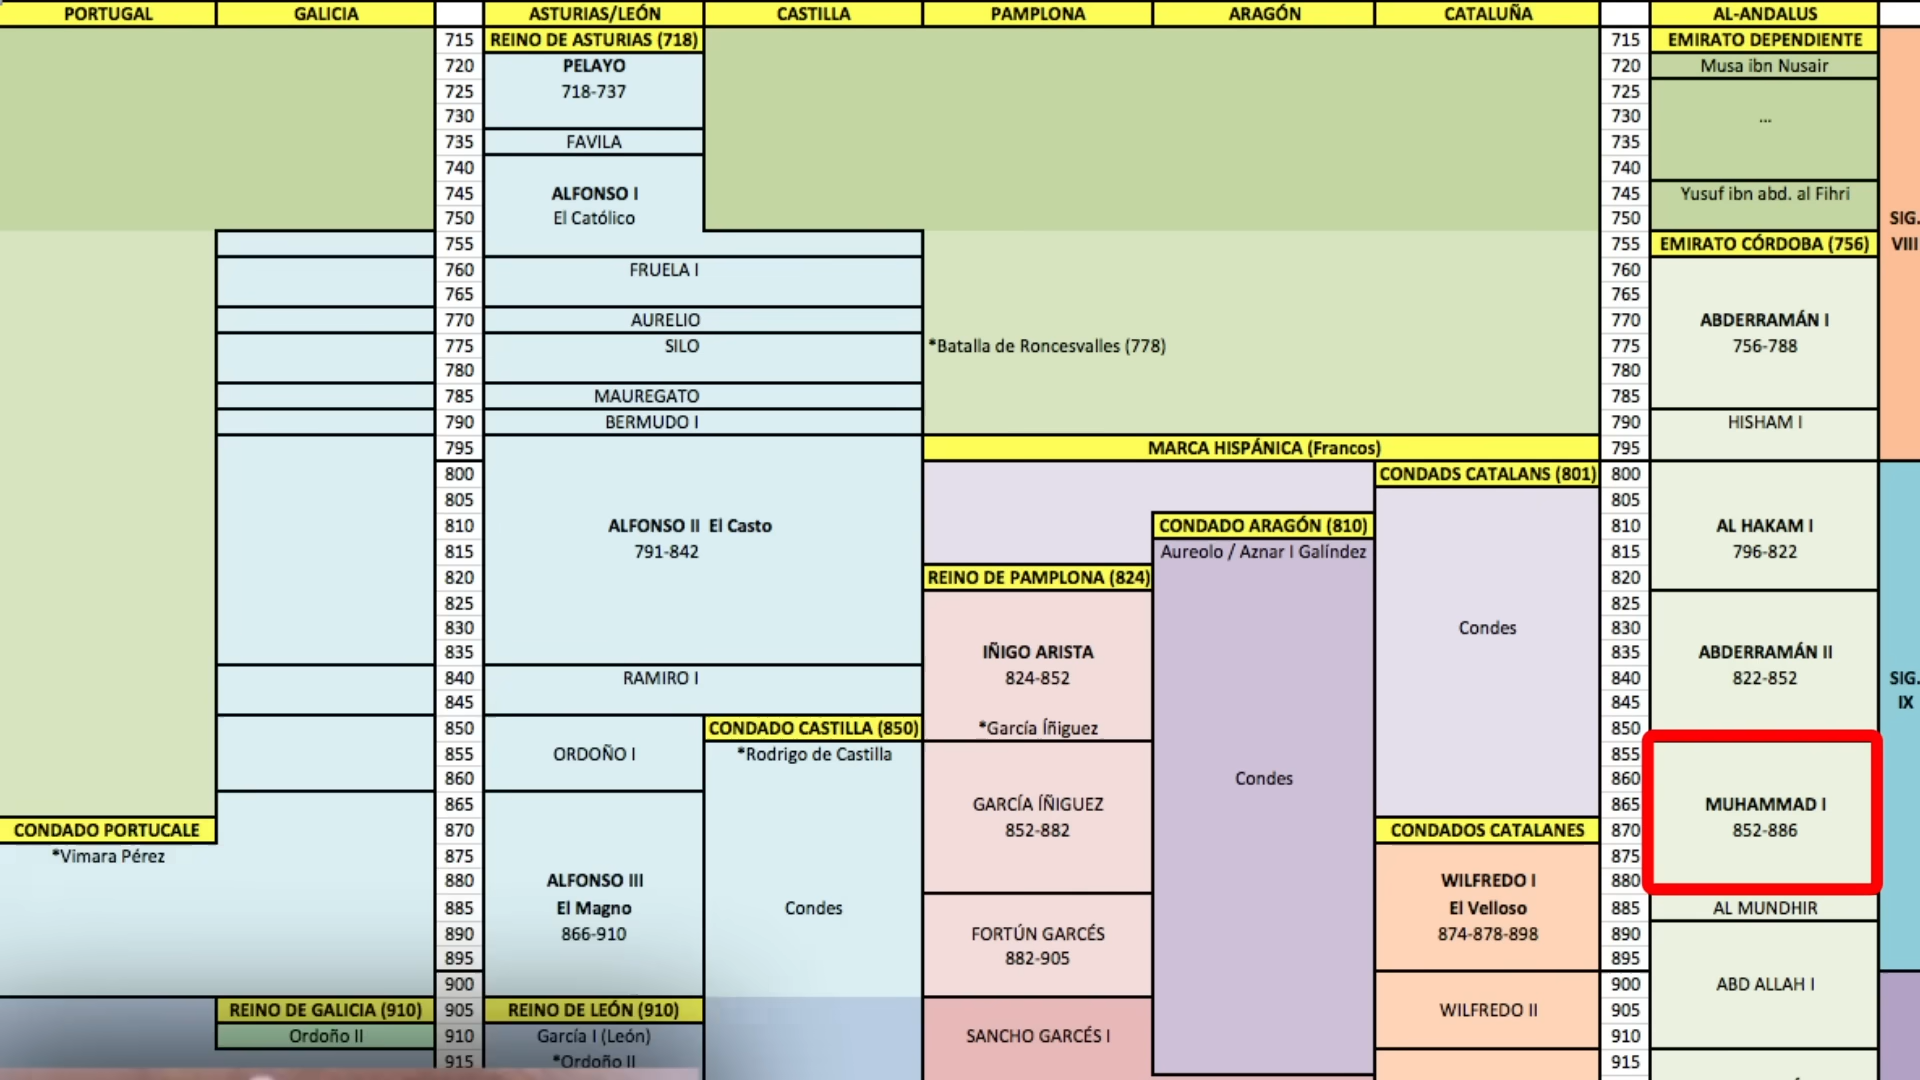 PORTUGAL GALICIA ASTURIAS/LEÓN CASTILLA PAMPLONA ARAGÓN CATALUÑA AL-ANDALUS
715 REINO DE ASTURIAS (718) 715 EMIRATO DEPENDIENTE
720 PELAYO 720 Musa ibn Nusair
725 718-737 725
730 730 ...
735 FAVILA 735
740 740
745 ALFONSO I 745 Yusuf ibn abd. al Fihri
750 El Católico 750 SIG.
755 755 EMIRATO CÓRDOBA (756) VIII
760 FRUELA I 760
765 765
770 AURELIO 770 ABDERRAMÁN I
775 SILO *Batalla de Roncesvalles (778) 775 756-788
780 780
785 MAUREGATO 785
790 BERMUDO I 790 HISHAM I
795 MARCA HISPÁNICA (Francos) 795
800 CONDADS CATALANS (801) 800
805 805
810 ALFONSO II El Casto CONDADO ARAGÓN (810) 810 AL HAKAM I
815 791-842 Aureolo / Aznar I Galíndez 815 796-822
820 REINO DE PAMPLONA (824) 820
825 825
830 Condes 830
835 IÑIGO ARISTA 835 ABDERRAMÁN II
840 RAMIRO I 824-852 840 822-852 SIG.
845 845 IX
850 CONDADO CASTILLA (850) *García Íñiguez 850
855 ORDOÑO I *Rodrigo de Castilla 855
860 Condes 860
865 GARCÍA ÍÑIGUEZ 865 MUHAMMAD I
CONDADO PORTUCALE 870 852-882 CONDADOS CATALANES 870 852-886
*Vimara Pérez 875 875
880 ALFONSO III WILFREDO I 880
885 El Magno Condes El Velloso 885 AL MUNDHIR
890 866-910 FORTÚN GARCÉS 874-878-898 890
895 882-905 895
900 900 ABD ALLAH I
REINO DE GALICIA (910) 905 REINO DE LEÓN (910) WILFREDO II 905
Ordoño II 910 García I (León) SANCHO GARCÉS I 910
915 *Ordoño II 915